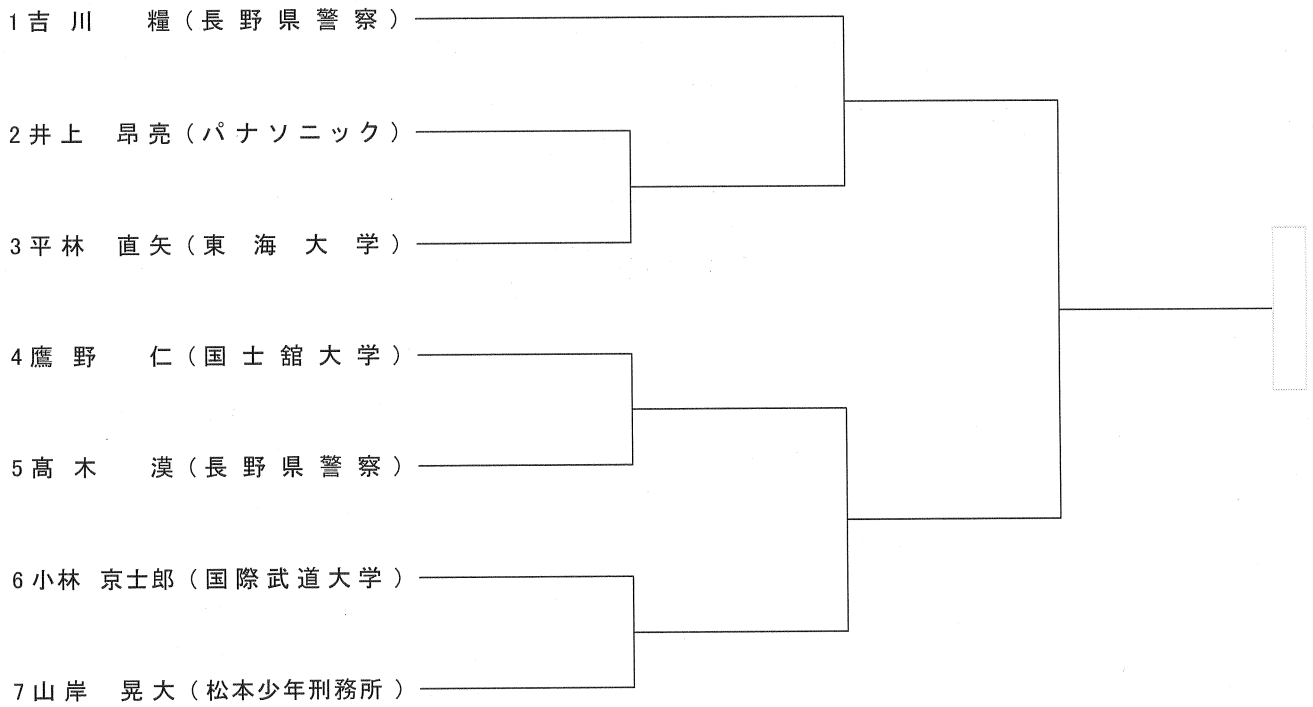 1 吉川 糧（長野県警察）
2 井上 昂亮（パナソニック）
3 平林 直矢（東海大学）
4 鷹野 仁（国士舘大学）
5 髙木 漠（長野県警察）
6 小林 京士郎（国際武道大学）
7 山岸 晃大（松本少年刑務所）